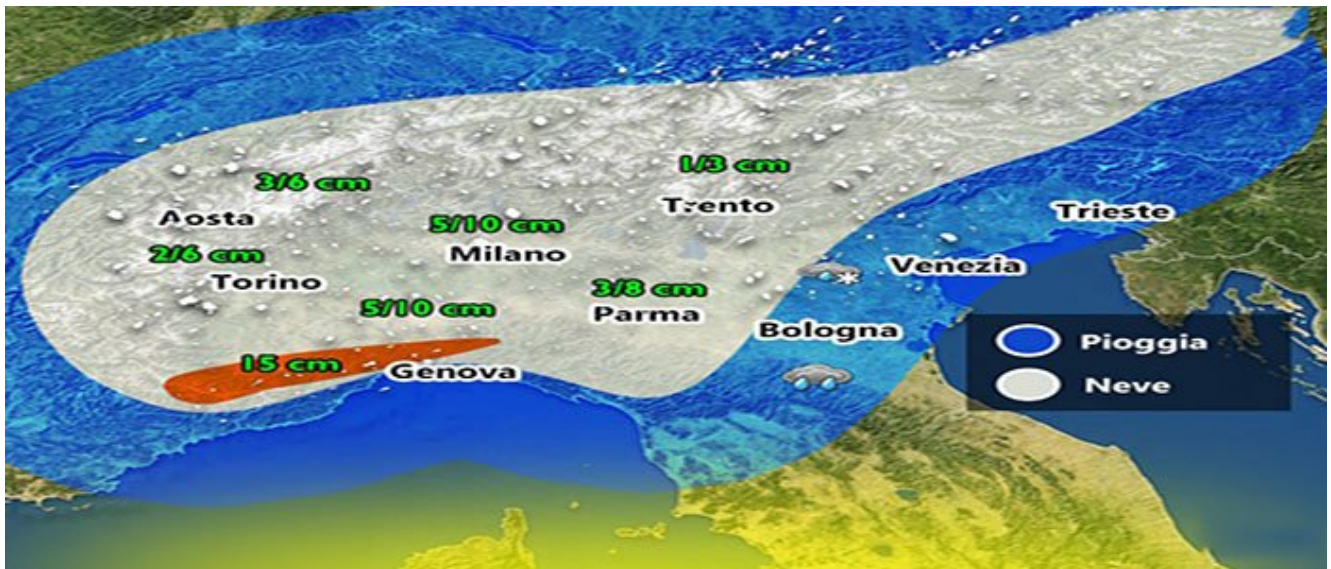 1/3 cm
3/6 cm
Trento
Aosta
Trieste
5/10 cm
Milano
2/6 cm
Torino
Venezia
3/8 cm
Parma
5/10 cm
Bologna
Pioggia
15 cm
Genova
Neve